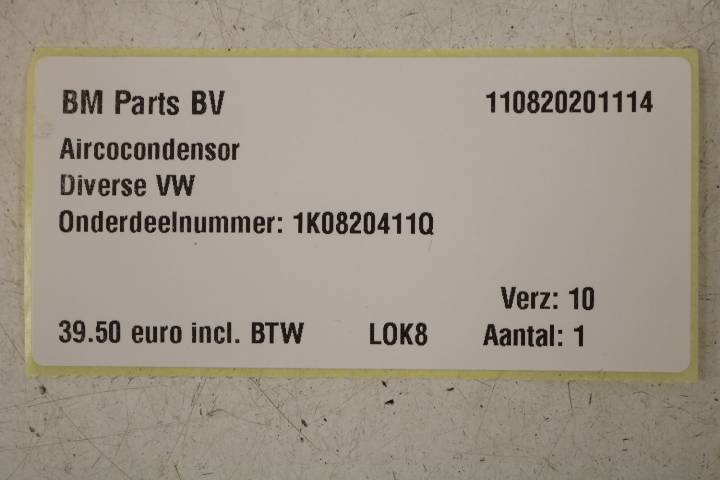 BM Parts BV 110820201114
Aircocondensor
Diverse VW
Onderdeelnummer: 1K0820411Q
Verz: 10
39.50 euro incl. BTW LOK8 Aantal: 1